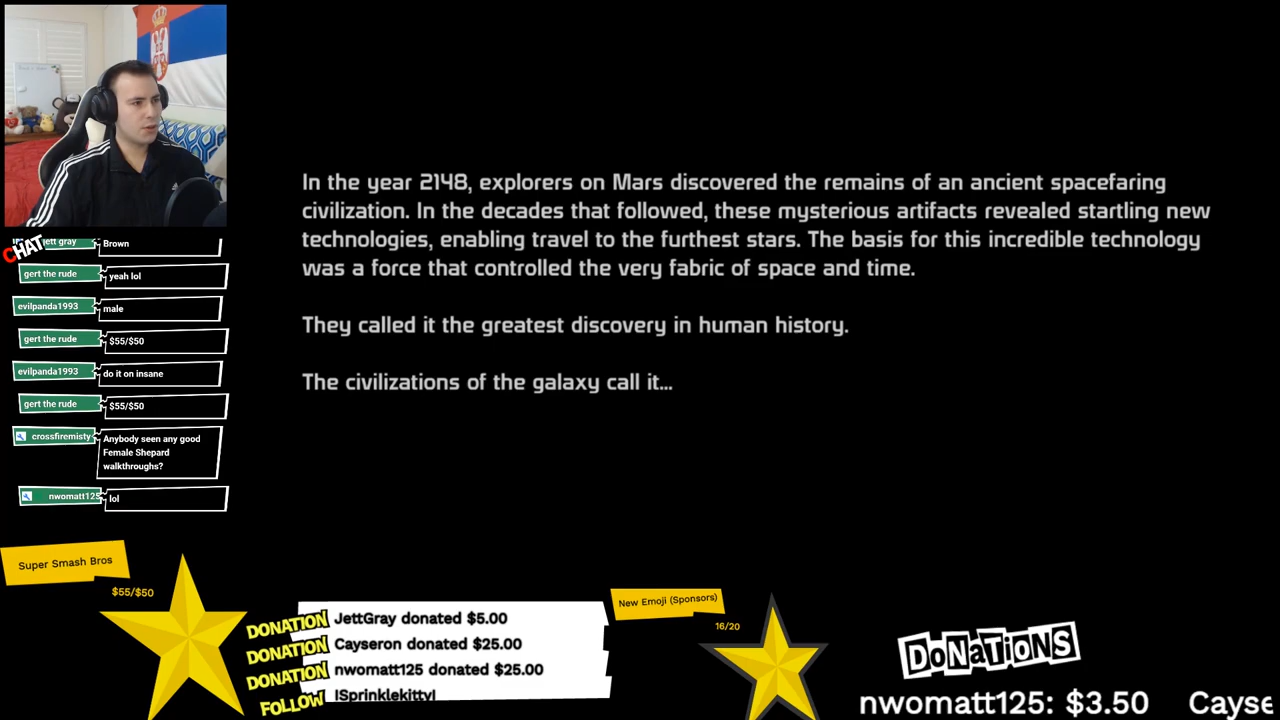 CHAT
jett gray Brown
gert the rude yeah lol
evilpanda1993 male
gert the rude $55/$50
evilpanda1993 do it on insane
gert the rude $55/$50
crossfiremisty Anybody seen any good
Female Shepard
walkthroughs?
nwomatt125 lol
In the year 2148, explorers on Mars discovered the remains of an ancient spacefaring
civilization. In the decades that followed, these mysterious artifacts revealed startling new
technologies, enabling travel to the furthest stars. The basis for this incredible technology
was a force that controlled the very fabric of space and time.
They called it the greatest discovery in human history.
The civilizations of the galaxy call it...
Super Smash Bros
$55/$50
DONATION JettGray donated $5.00
DONATION Cayseron donated $25.00
DONATION nwomatt125 donated $25.00
FOLLOW ISprinklekittyI
New Emoji (Sponsors)
16/20
DoNaTiONS
nwomatt125: $3.50 Cayse